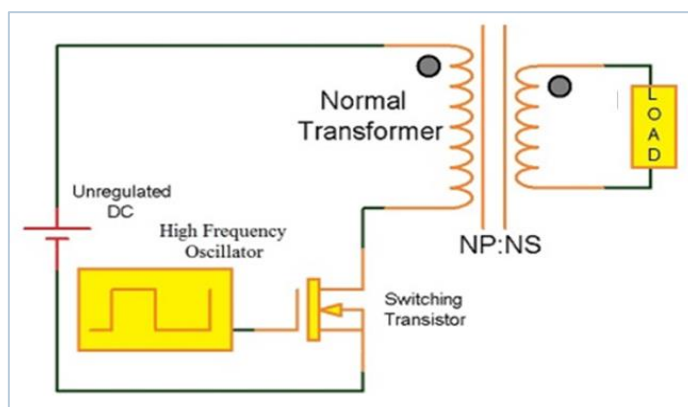 Normal
Transformer
L
O
A
D
Unregulated
DC
High Frequency
Oscillator
NP:NS
Switching
Transistor